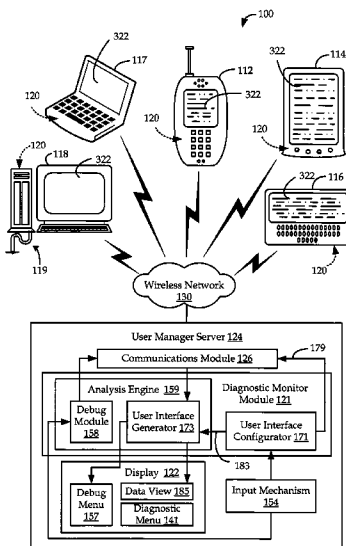 100
117
322
112
322
114
322
120
120
120
118
322
120
119
322
116
120
Wireless Network
130
User Manager Server 124
179
Communications Module 126
Analysis Engine 159
Diagnostic Monitor
Module 121
Debug
Module
158
User Interface
Generator 173
User Interface
Configurator 171
183
Display 122
Data View 185
Debug
Menu
157
Diagnostic
Menu 141
Input Mechanism
154